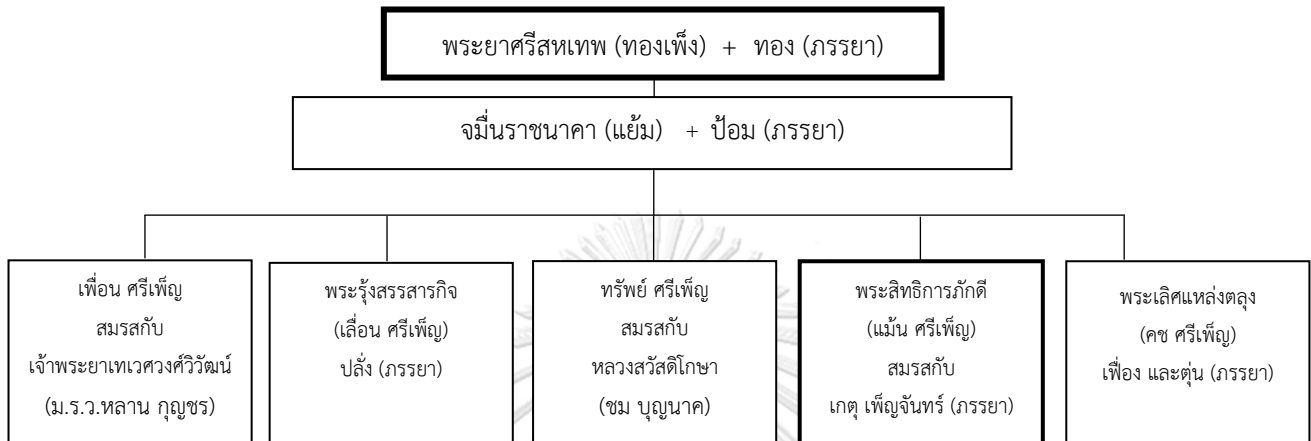 พระยาศรีสหเทพ (ทองเพ็ง) + ทอง (ภรรยา)
จมื่นราชนาคา (แย้ม) + ป้อม (ภรรยา)
เพื่อน ศรีเพ็ญ
สมรสกับ
เจ้าพระยาเทเวศวงศ์วิวัฒน์
(ม.ร.ว.หลาน กุญชร)
พระรุ้งสรรสารกิจ
(เลื่อน ศรีเพ็ญ)
ปลั่ง (ภรรยา)
ทรัพย์ ศรีเพ็ญ
สมรสกับ
หลวงสวัสดิโกษา
(ชม บุญนาค)
พระสิทธิการภักดี
(แม้น ศรีเพ็ญ)
สมรสกับ
เกตุ เพ็ญจันทร์ (ภรรยา)
พระเลิศแหล่งตลุง
(คช ศรีเพ็ญ)
เฟื่อง และตุ่น (ภรรยา)